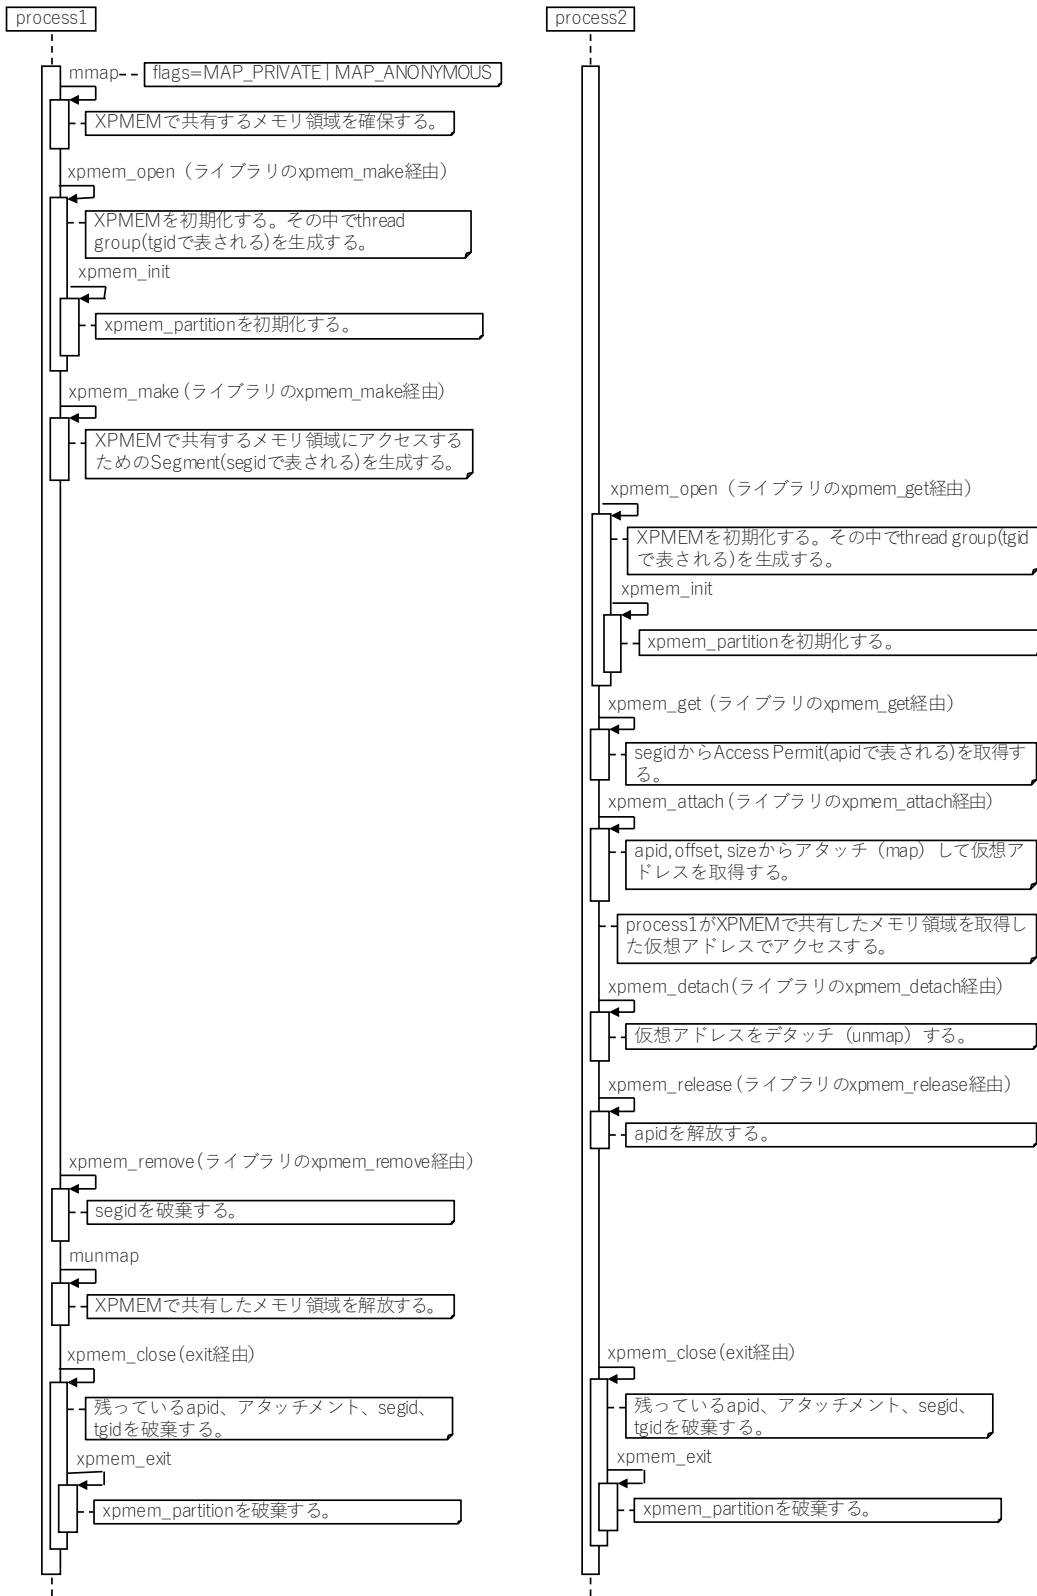 process1
mmap
flags=MAP_PRIVATE | MAP_ANONYMOUS
XPMEMで共有するメモリ領域を確保する。
xpmem_open（ライブラリのxpmem_make経由）
XPMEMを初期化する。その中でthread
group(tgidで表される)を生成する。
xpmem_init
xpmem_partitionを初期化する。
xpmem_make（ライブラリのxpmem_make経由）
XPMEMで共有するメモリ領域にアクセスする
ためのSegment(segidで表される)を生成する。
xpmem_remove（ライブラリのxpmem_remove経由）
segidを破棄する。
munmap
XPMEMで共有したメモリ領域を解放する。
xpmem_close（exit経由）
残っているapid、アタッチメント、segid、
tgidを破棄する。
xpmem_exit
xpmem_partitionを破棄する。
process2
xpmem_open（ライブラリのxpmem_get経由）
XPMEMを初期化する。その中でthread group(tgid
で表される)を生成する。
xpmem_init
xpmem_partitionを初期化する。
xpmem_get（ライブラリのxpmem_get経由）
segidからAccess Permit(apidで表される)を取得す
る。
xpmem_attach（ライブラリのxpmem_attach経由）
apid, offset, sizeからアタッチ（map）して仮想ア
ドレスを取得する。
process1がXPMEMで共有したメモリ領域を取得し
た仮想アドレスでアクセスする。
xpmem_detach（ライブラリのxpmem_detach経由）
仮想アドレスをデタッチ（unmap）する。
xpmem_release（ライブラリのxpmem_release経由）
apidを解放する。
xpmem_close（exit経由）
残っているapid、アタッチメント、segid、
tgidを破棄する。
xpmem_exit
xpmem_partitionを破棄する。